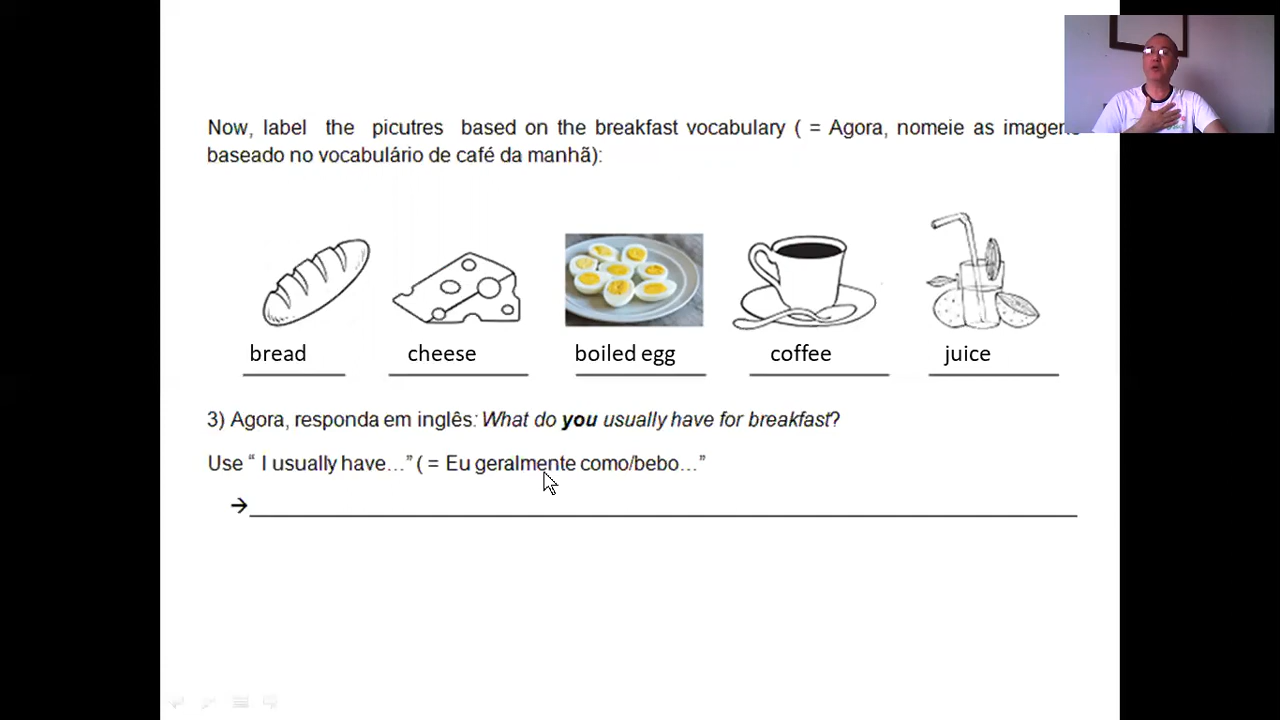 Now, label the picutres based on the breakfast vocabulary ( = Agora, nomeie as imagens
baseado no vocabulário de café da manhã):
bread cheese boiled egg coffee juice
3) Agora, responda em inglês: What do you usually have for breakfast?
Use “ I usually have…” ( = Eu geralmente como/bebo…”